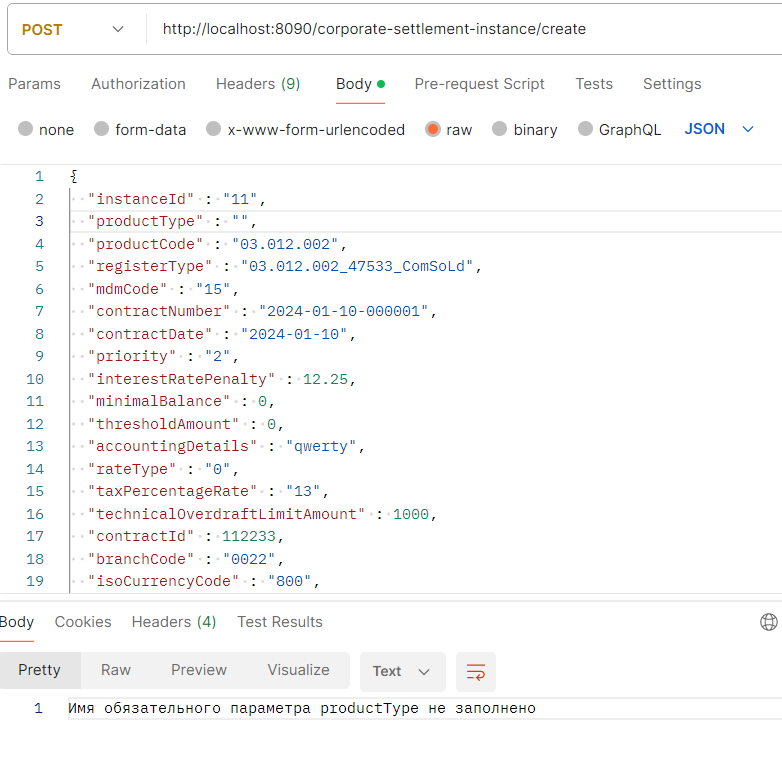 POST http://localhost:8090/corporate-settlement-instance/create
Params Authorization Headers (9) Body Pre-request Script Tests Settings
none form-data x-www-form-urlencoded raw binary GraphQL JSON
1 {
2 "instanceId" : "11",
3 "productType" : "",
4 "productCode" : "03.012.002",
5 "registerType" : "03.012.002_47533_ComSoLd",
6 "mdmCode" : "15",
7 "contractNumber" : "2024-01-10-000001",
8 "contractDate" : "2024-01-10",
9 "priority" : "2",
10 "interestRatePenalty" : 12.25,
11 "minimalBalance" : 0,
12 "thresholdAmount" : 0,
13 "accountingDetails" : "qwerty",
14 "rateType" : "0",
15 "taxPercentageRate" : "13",
16 "technicalOverdraftLimitAmount" : 1000,
17 "contractId" : 112233,
18 "branchCode" : "0022",
19 "isoCurrencyCode" : "800",
Body Cookies Headers (4) Test Results
Pretty Raw Preview Visualize Text
1 Имя обязательного параметра productType не заполнено